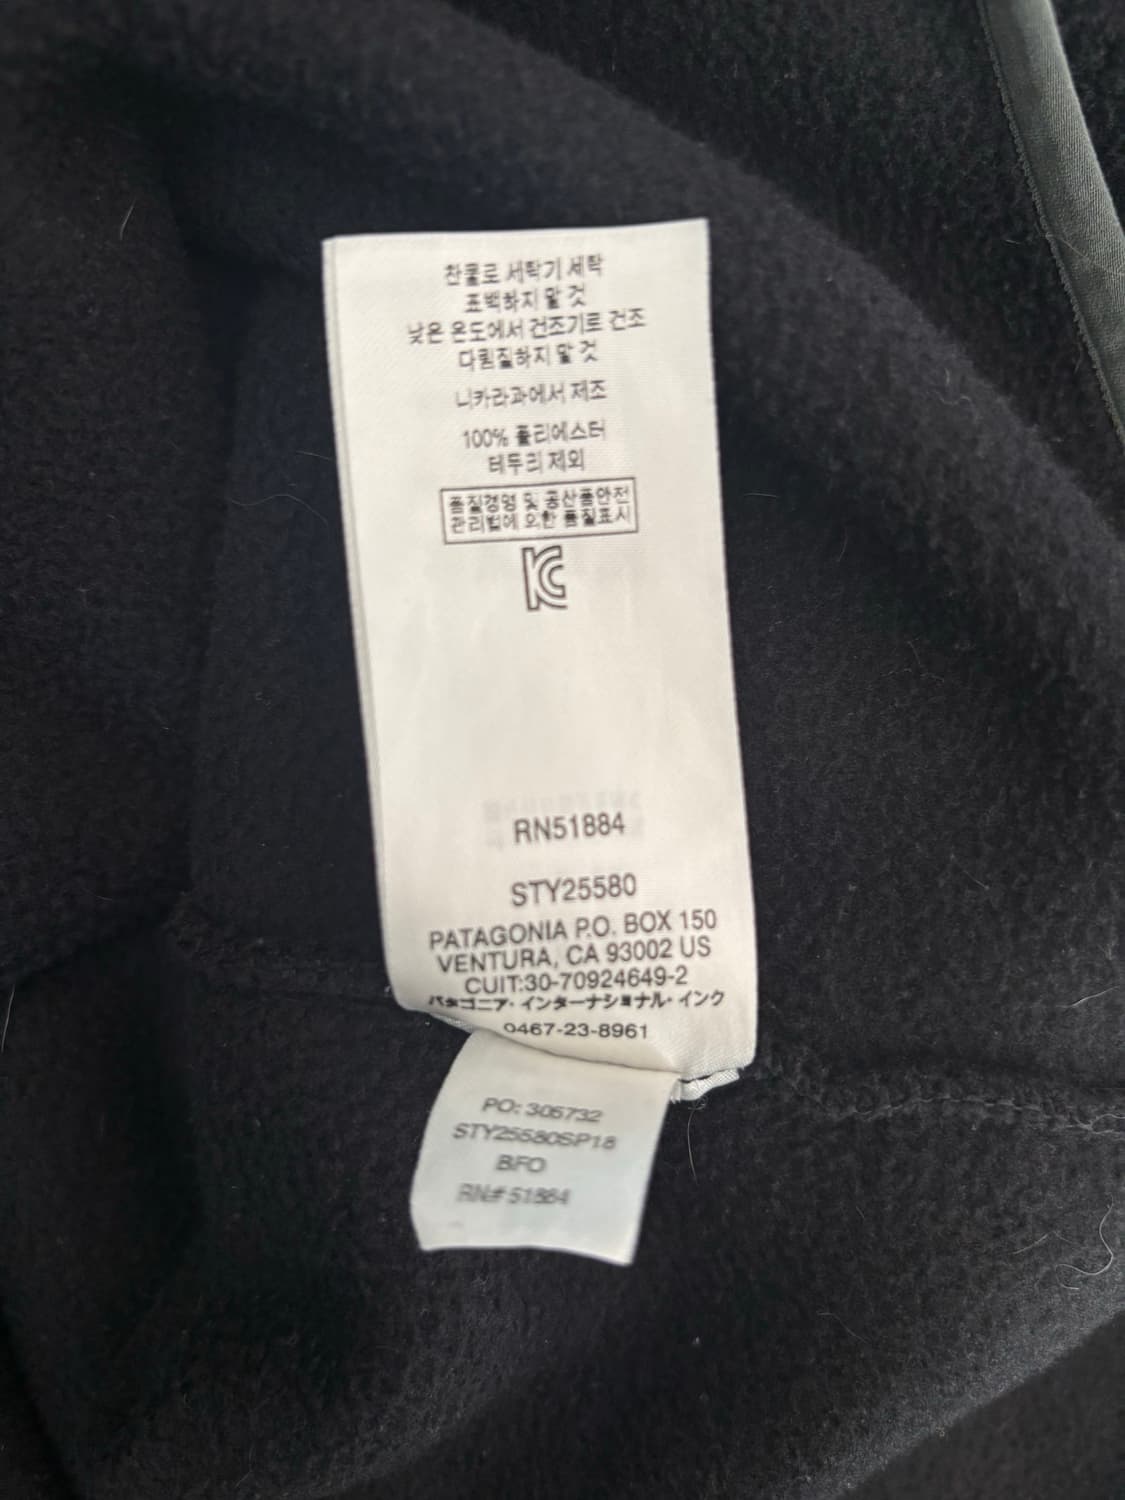 찬물로 세탁기 세탁
표백하지 말 것
낮은 온도에서 건조기로 건조
다림질하지 말 것
니카라과에서 제조
100% 폴리에스터
테두리 제외
품질경영 및 공산품안전
관리법에 의한 품질표시
KC
RN51884
STY25580
PATAGONIA P.O. BOX 150
VENTURA, CA 93002 US
CUIT:30-70924649-2
パタゴニア・インターナショナル・インク
0467-23-8961
PO: 305732
STY25580SP18
BFO
RN# 51884